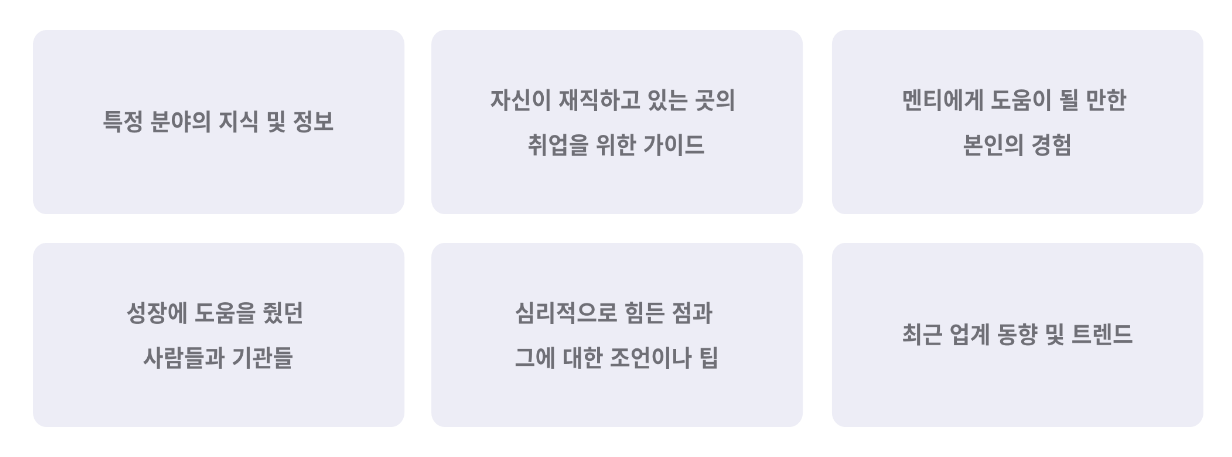 특정 분야의 지식 및 정보
자신이 재직하고 있는 곳의
취업을 위한 가이드
멘티에게 도움이 될 만한
본인의 경험
성장에 도움을 줬던
사람들과 기관들
심리적으로 힘든 점과
그에 대한 조언이나 팁
최근 업계 동향 및 트렌드